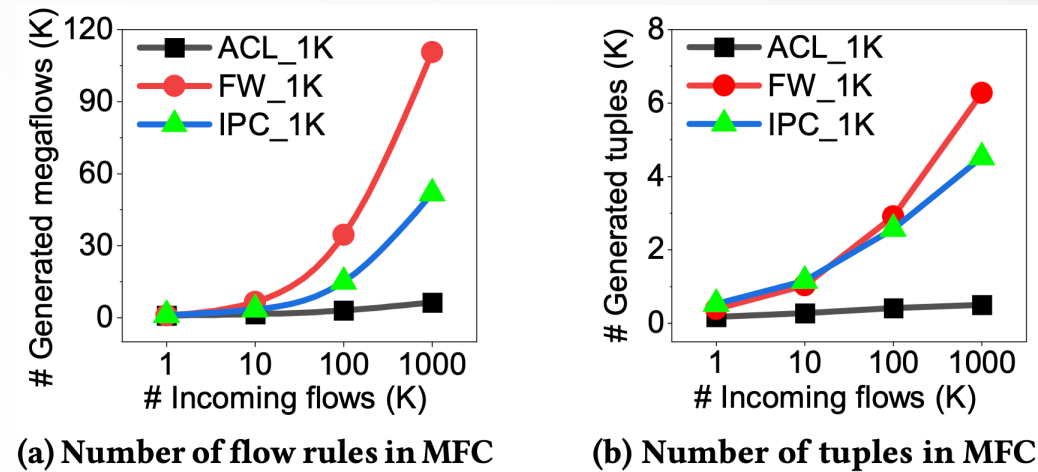 # Generated megaflows (K)
120
90
60
30
0
ACL_1K
FW_1K
IPC_1K
1 10 100 1000
# Incoming flows (K)
(a) Number of flow rules in MFC
# Generated tuples (K)
8
6
4
2
0
ACL_1K
FW_1K
IPC_1K
1 10 100 1000
# Incoming flows (K)
(b) Number of tuples in MFC